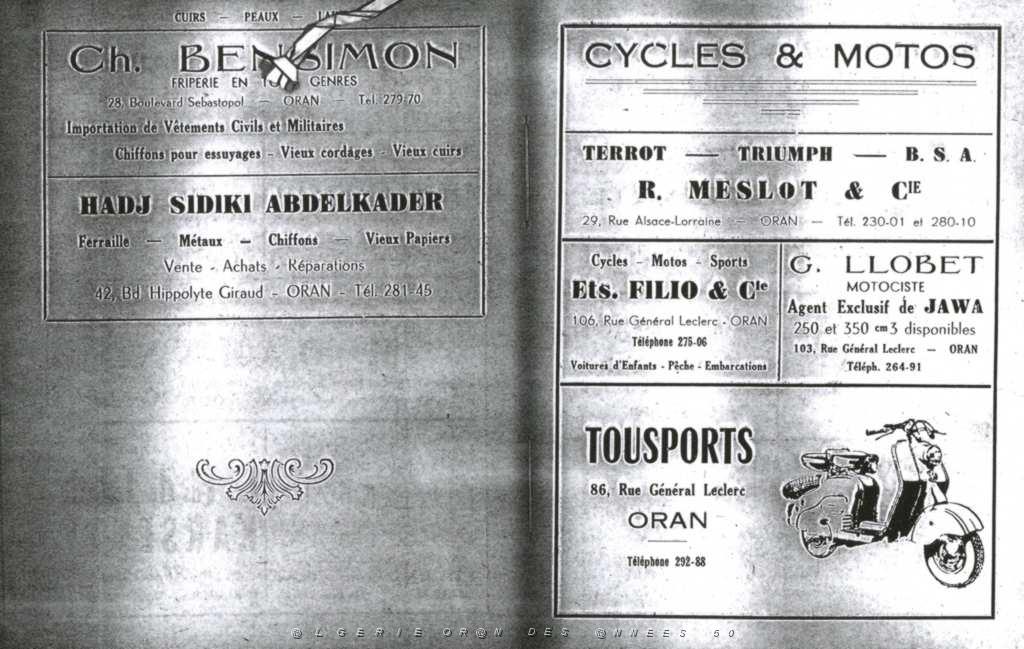 CUIRS — PEAUX —
Ch. BENSIMON
FRIPERIE EN GENRES
28, Boulevard Sebastopol — ORAN — Tel. 279-70
Importation de Vêtements Civils et Militaires
Chiffons pour essuyages - Vieux cordages - Vieux cuirs
HADJ SIDIKI ABDELKADER
Ferraille — Métaux — Chiffons — Vieux Papiers
Vente - Achats - Réparations
42, Bd Hippolyte Giraud - ORAN - Tél. 281-45
CYCLES & MOTOS
TERROT — TRIUMPH — B. S. A.
R. MESLOT & CIE
29, Rue Alsace-Lorraine — ORAN — Tél. 230-01 et 280-10
Cycles - Motos - Sports
Ets. FILIO & Cie
106, Rue Général Leclerc - ORAN
Téléphone 275-06
Voitures d'Enfants - Pêche - Embarcations
G. LLOBET
MOTOCISTE
Agent Exclusif de JAWA
250 et 350 cm3 disponibles
103, Rue Général Leclerc — ORAN
Téléph. 264-91
TOUSPORTS
86, Rue Général Leclerc
ORAN
Téléphone 292-88
@LGERIE OR@N DES @NNEES 50